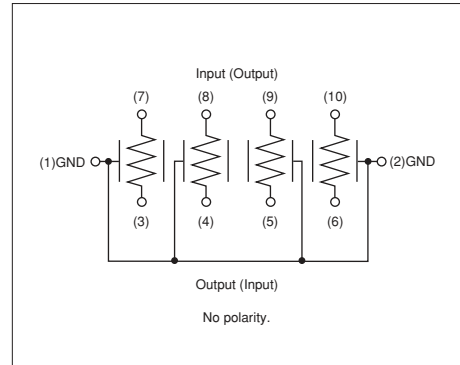 Input (Output)
(7) (8) (9) (10)
(1)GND (2)GND
(3) (4) (5) (6)
Output (Input)
No polarity.